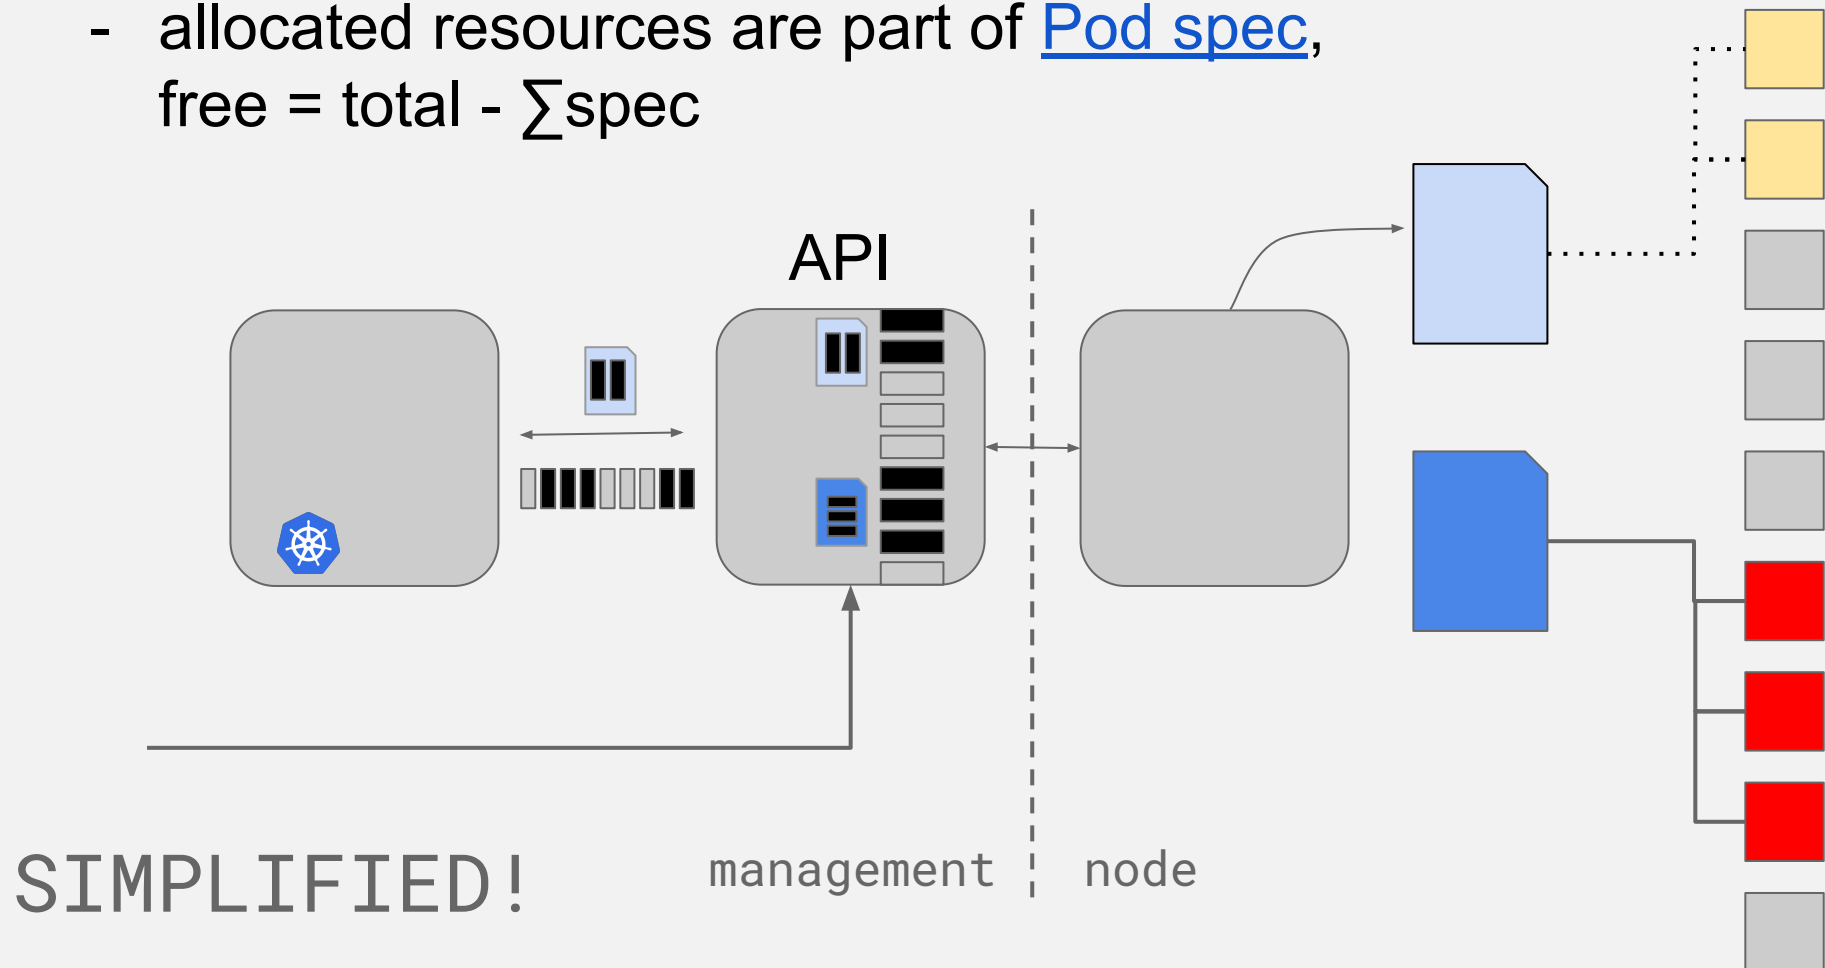 - allocated resources are part of Pod spec,
free = total - ∑spec
API
management
node
SIMPLIFIED!